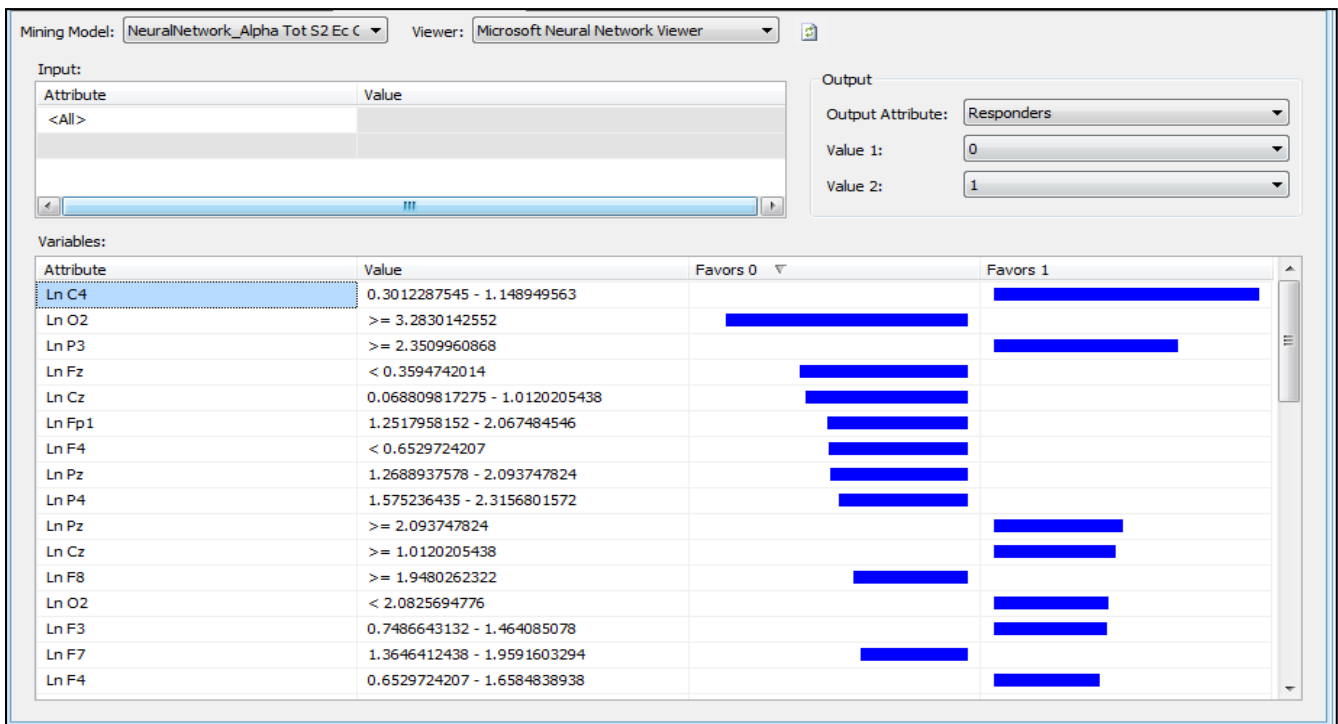 Mining Model: NeuralNetwork_Alpha Tot S2 Ec C Viewer: Microsoft Neural Network Viewer
Input:
Attribute Value
<All>
Output
Output Attribute: Responders
Value 1: 0
Value 2: 1
Variables:
Attribute Value Favors 0 Favors 1
Ln C4 0.3012287545 - 1.148949563
Ln O2 >= 3.2830142552
Ln P3 >= 2.3509960868
Ln Fz < 0.3594742014
Ln Cz 0.068809817275 - 1.0120205438
Ln Fp1 1.2517958152 - 2.067484546
Ln F4 < 0.6529724207
Ln Pz 1.2688937578 - 2.093747824
Ln P4 1.575236435 - 2.3156801572
Ln Pz >= 2.093747824
Ln Cz >= 1.0120205438
Ln F8 >= 1.9480262322
Ln O2 < 2.0825694776
Ln F3 0.7486643132 - 1.464085078
Ln F7 1.3646412438 - 1.9591603294
Ln F4 0.6529724207 - 1.6584838938